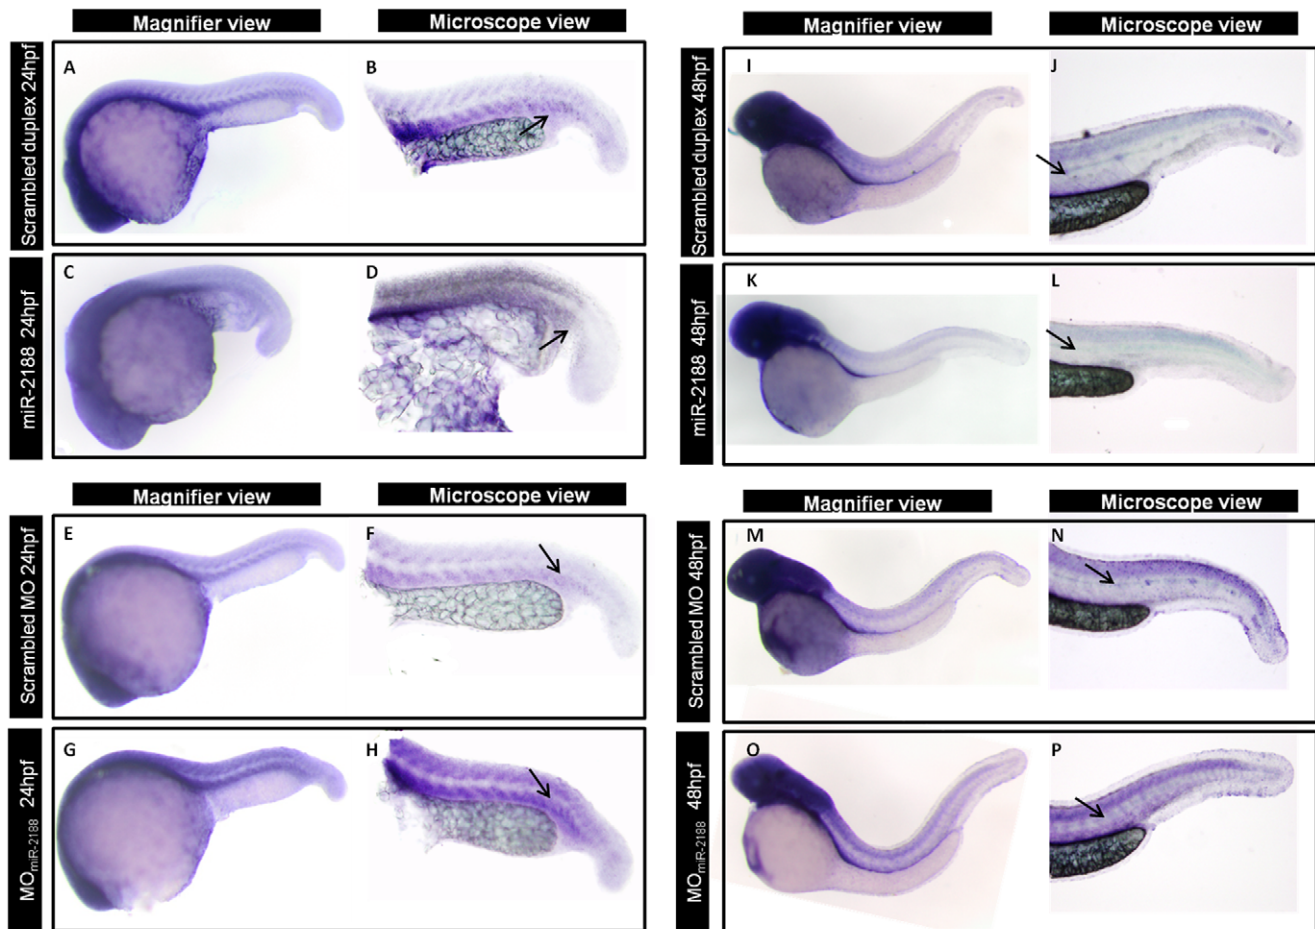 Magnifier view
Microscope view
Scrambled duplex 24hpf
A
B
miR-2188 24hpf
C
D
Magnifier view
Microscope view
Scrambled duplex 48hpf
I
J
miR-2188 48hpf
K
L
Magnifier view
Microscope view
Scrambled MO 24hpf
E
F
MOmiR-2188 24hpf
G
H
Magnifier view
Microscope view
Scrambled MO 48hpf
M
N
MOmiR-2188 48hpf
O
P